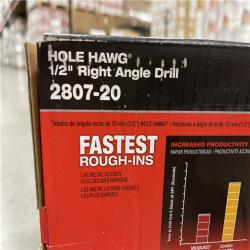 HOLE HAWG®
1/2" Right Angle Drill
2807-20
Taladro de ángulo recto de 13 mm (1/2") HOLE HAWG® / Perceuse à angle droit de 13 mm (1/2")
FASTEST
ROUGH-INS
LAS INSTALACIONES
OCULTAS MÁS RÁPIDAS
LES INSTALLATIONS CACHÉES
LES PLUS RAPIDES
INCREASED PRODUCTIVITY
MAYOR PRODUCTIVIDAD /
MILWAUKEE®